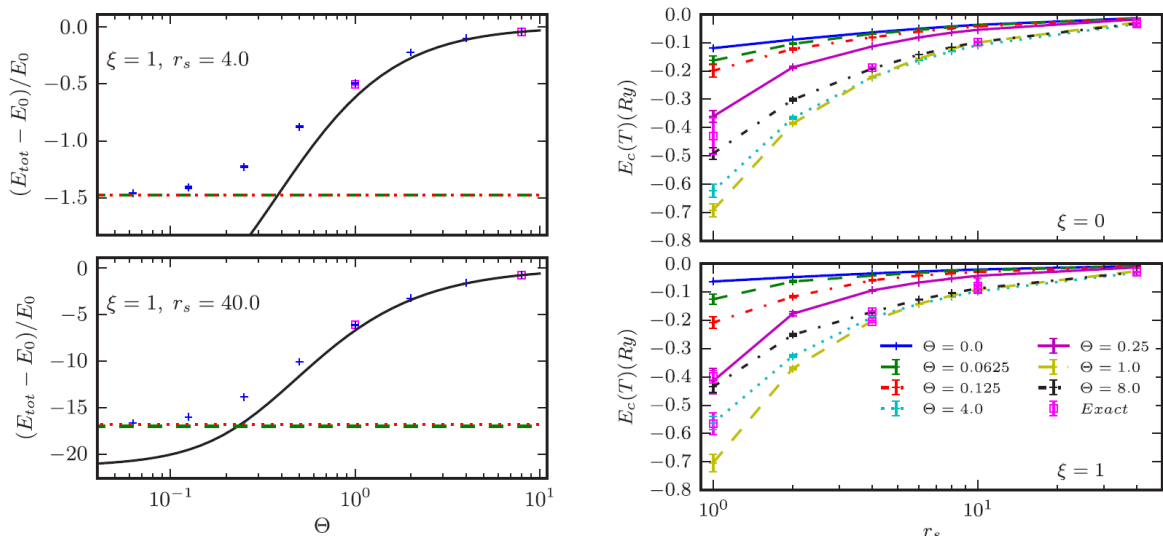 0.0
−0.5
−1.0
−1.5
(E_tot − E_0)/E_0
ξ = 1, r_s = 4.0
0
−5
−10
−15
−20
(E_tot − E_0)/E_0
ξ = 1, r_s = 40.0
10^−1
10^0
10^1
Θ
0.0
−0.1
−0.2
−0.3
−0.4
−0.5
−0.6
−0.7
−0.8
E_c(T)(Ry)
ξ = 0
0.0
−0.1
−0.2
−0.3
−0.4
−0.5
−0.6
−0.7
−0.8
E_c(T)(Ry)
Θ = 0.0
Θ = 0.0625
Θ = 0.125
Θ = 4.0
Θ = 0.25
Θ = 1.0
Θ = 8.0
Exact
ξ = 1
10^0
10^1
r_s